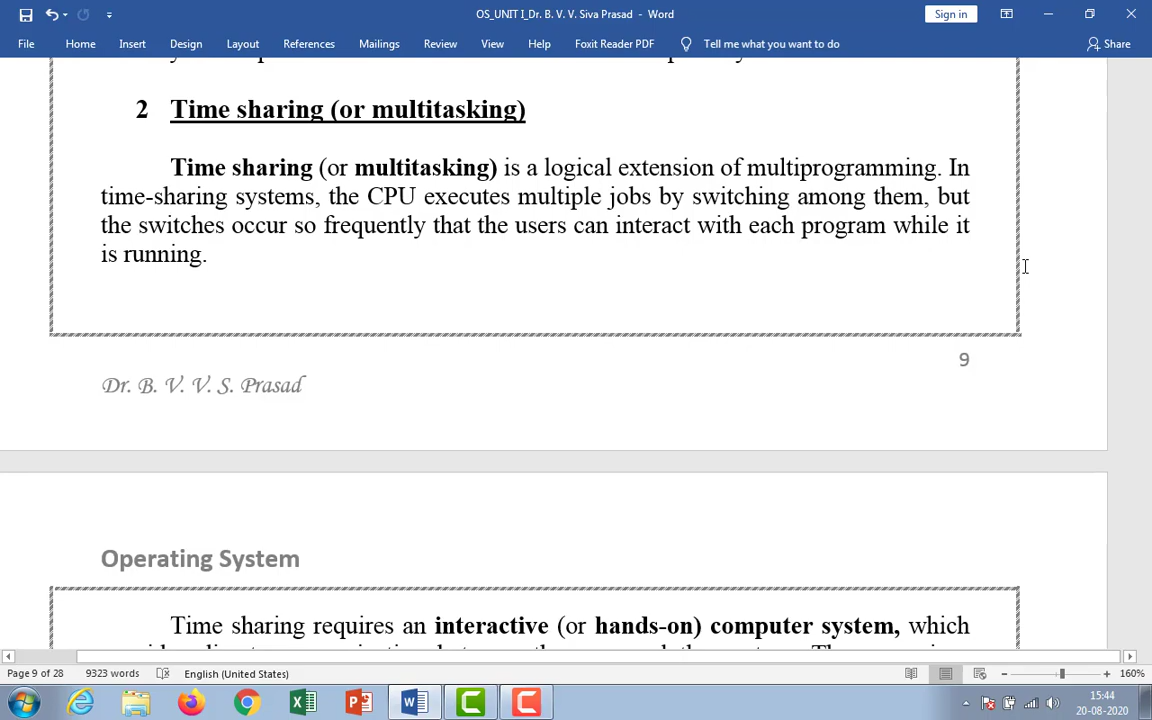 OS_UNIT I_Dr. B. V. V. Siva Prasad - Word
Sign in
File Home Insert Design Layout References Mailings Review View Help Foxit Reader PDF Tell me what you want to do Share
2 Time sharing (or multitasking)
Time sharing (or multitasking) is a logical extension of multiprogramming. In
time-sharing systems, the CPU executes multiple jobs by switching among them, but
the switches occur so frequently that the users can interact with each program while it
is running.
9
Dr. B. V. V. S. Prasad
Operating System
Time sharing requires an interactive (or hands-on) computer system, which
Page 9 of 28 9323 words English (United States) 160%
15:44
20-08-2020